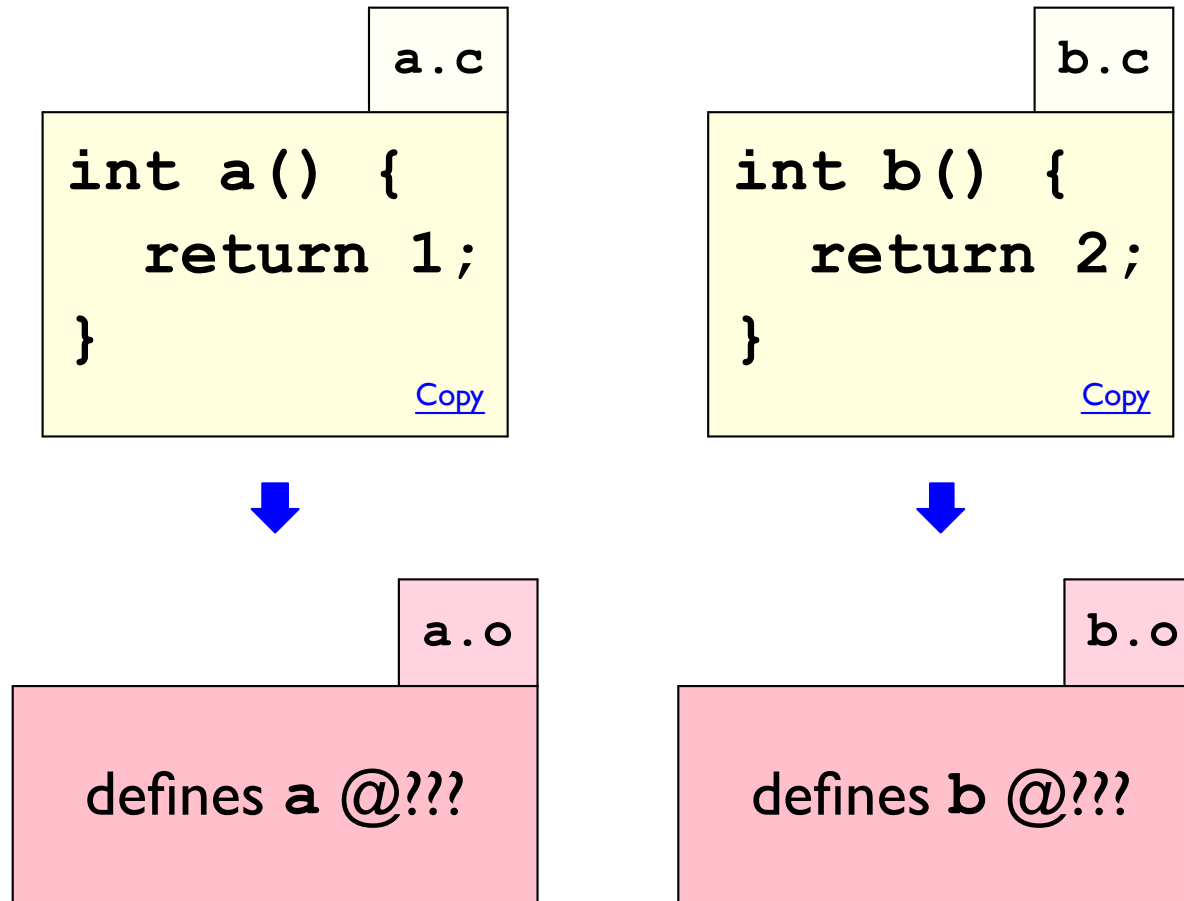 a.c
int a() {
  return 1;
}
Copy
b.c
int b() {
  return 2;
}
Copy
a.o
defines a @???
b.o
defines b @???